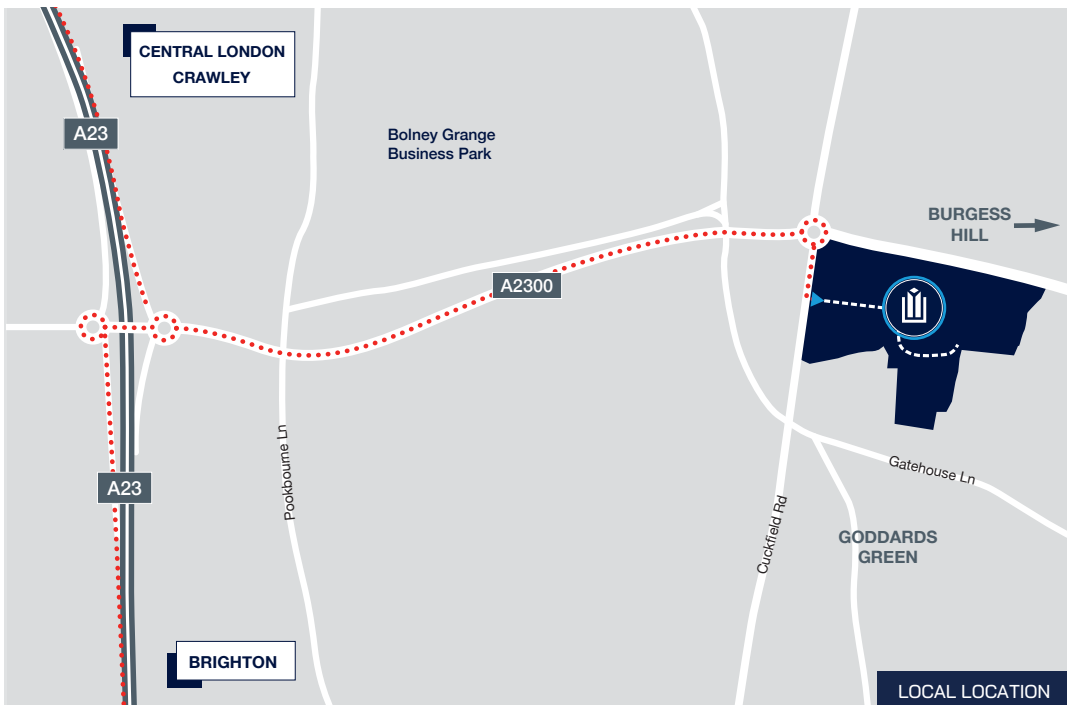 CENTRAL LONDON
CRAWLEY
A23
Bolney Grange
Business Park
BURGESS
HILL
A2300
Pookbourne Ln
A23
Gatehouse Ln
Cuckfield Rd
GODDARDS
GREEN
BRIGHTON
LOCAL LOCATION